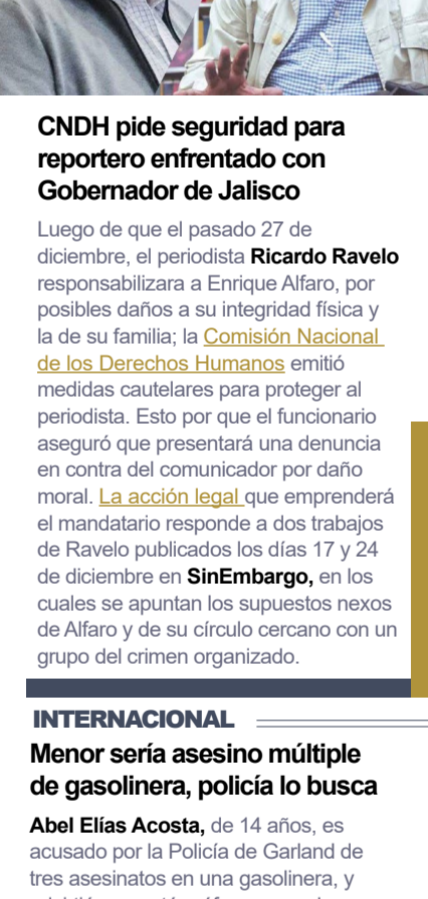 CNDH pide seguridad para
reportero enfrentado con
Gobernador de Jalisco
Luego de que el pasado 27 de
diciembre, el periodista Ricardo Ravelo
responsabilizara a Enrique Alfaro, por
posibles daños a su integridad física y
la de su familia; la Comisión Nacional
de los Derechos Humanos emitió
medidas cautelares para proteger al
periodista. Esto por que el funcionario
aseguró que presentará una denuncia
en contra del comunicador por daño
moral. La acción legal que emprenderá
el mandatario responde a dos trabajos
de Ravelo publicados los días 17 y 24
de diciembre en SinEmbargo, en los
cuales se apuntan los supuestos nexos
de Alfaro y de su círculo cercano con un
grupo del crimen organizado.
INTERNACIONAL
Menor sería asesino múltiple
de gasolinera, policía lo busca
Abel Elías Acosta, de 14 años, es
acusado por la Policía de Garland de
tres asesinatos en una gasolinera, y